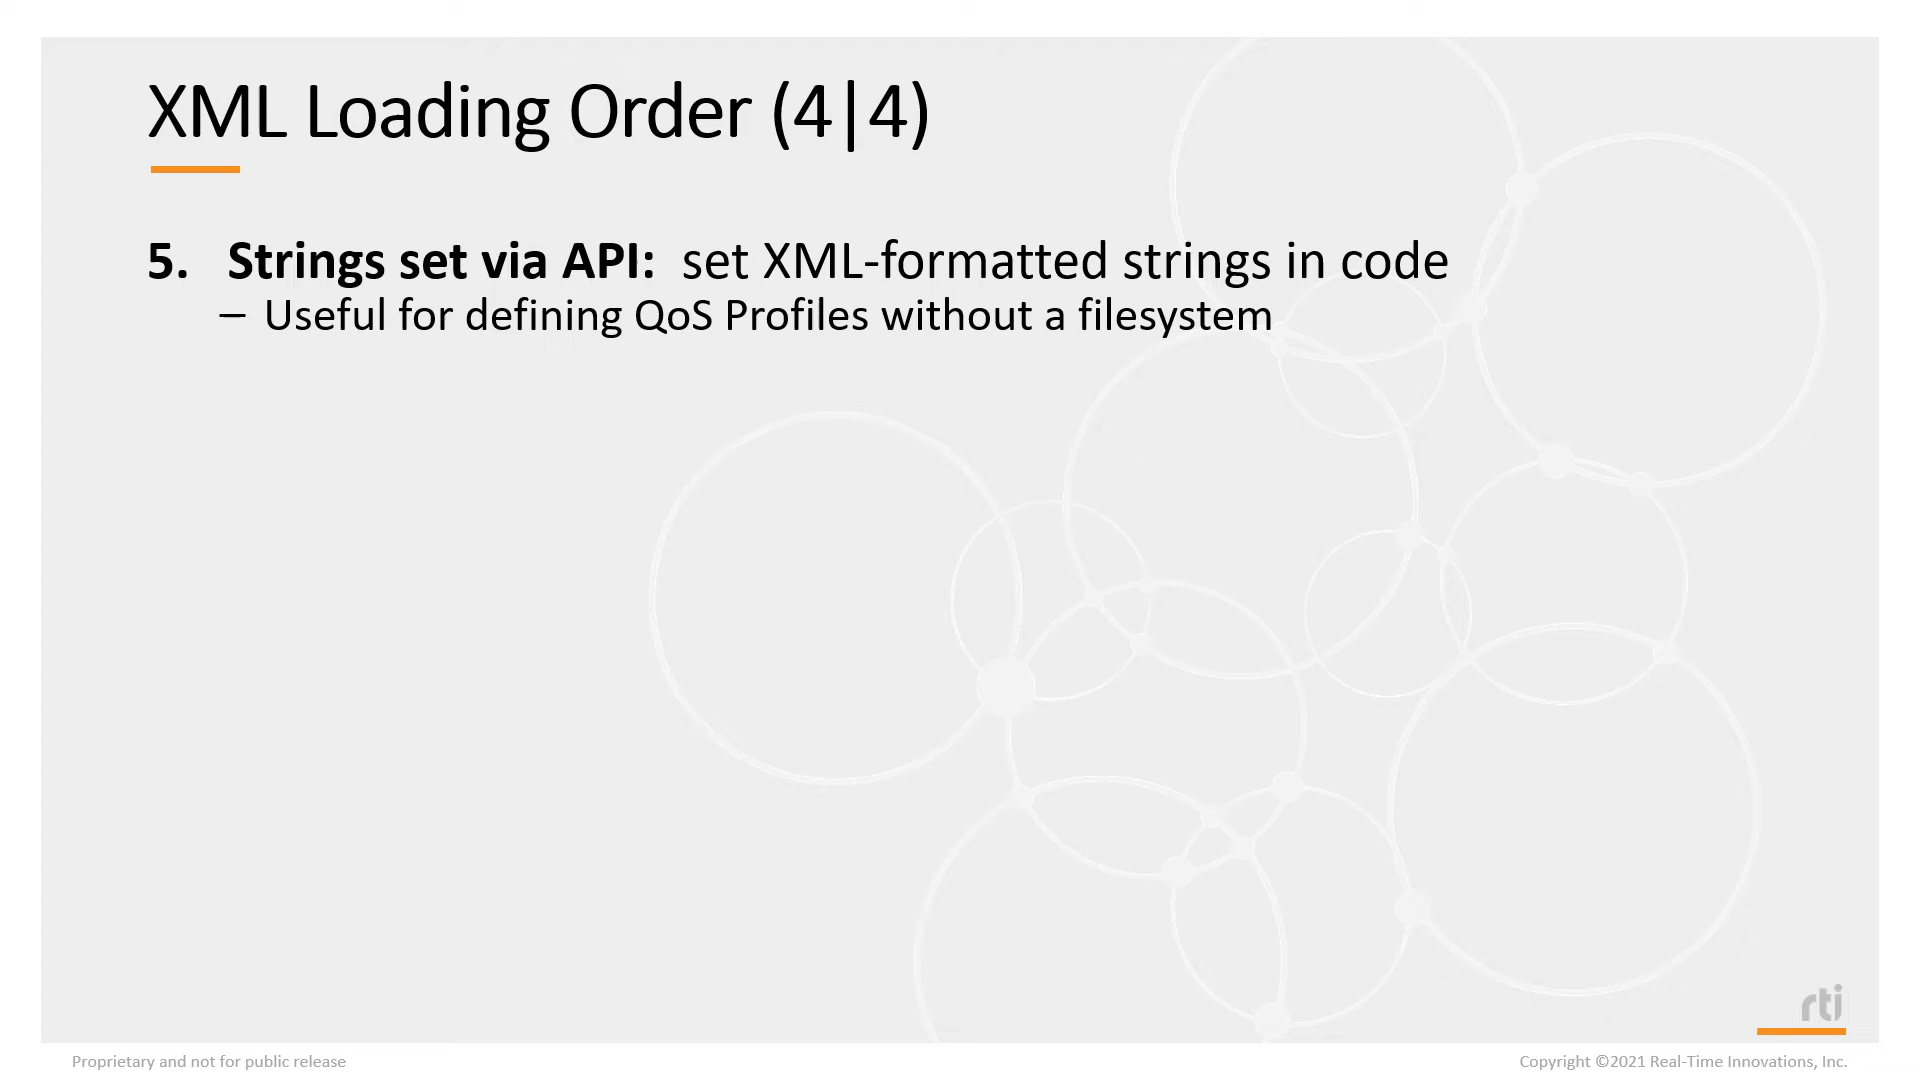 XML Loading Order (4|4)
5. Strings set via API: set XML-formatted strings in code
– Useful for defining QoS Profiles without a filesystem
rti
Proprietary and not for public release
Copyright ©2021 Real-Time Innovations, Inc.